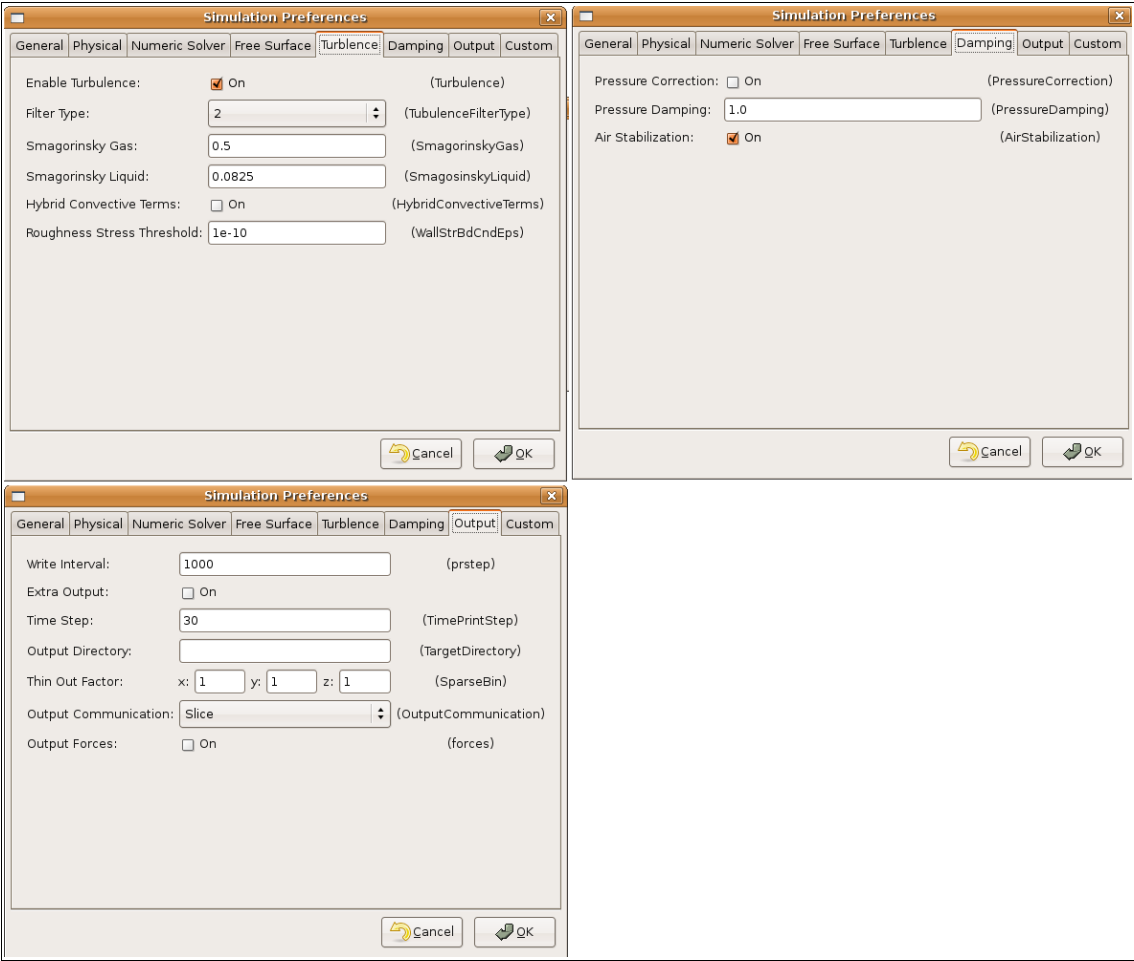 Simulation Preferences
General Physical Numeric Solver Free Surface Turblence Damping Output Custom
Enable Turbulence: On (Turbulence)
Filter Type: 2 (TubulenceFilterType)
Smagorinsky Gas: 0.5 (SmagorinskyGas)
Smagorinsky Liquid: 0.0825 (SmagosinskyLiquid)
Hybrid Convective Terms: On (HybridConvectiveTerms)
Roughness Stress Threshold: 1e-10 (WallStrBdCndEps)
Cancel OK
Simulation Preferences
General Physical Numeric Solver Free Surface Turblence Damping Output Custom
Pressure Correction: On (PressureCorrection)
Pressure Damping: 1.0 (PressureDamping)
Air Stabilization: On (AirStabilization)
Cancel OK
Simulation Preferences
General Physical Numeric Solver Free Surface Turblence Damping Output Custom
Write Interval: 1000 (prstep)
Extra Output: On
Time Step: 30 (TimePrintStep)
Output Directory: (TargetDirectory)
Thin Out Factor: x: 1 y: 1 z: 1 (SparseBin)
Output Communication: Slice (OutputCommunication)
Output Forces: On (forces)
Cancel OK